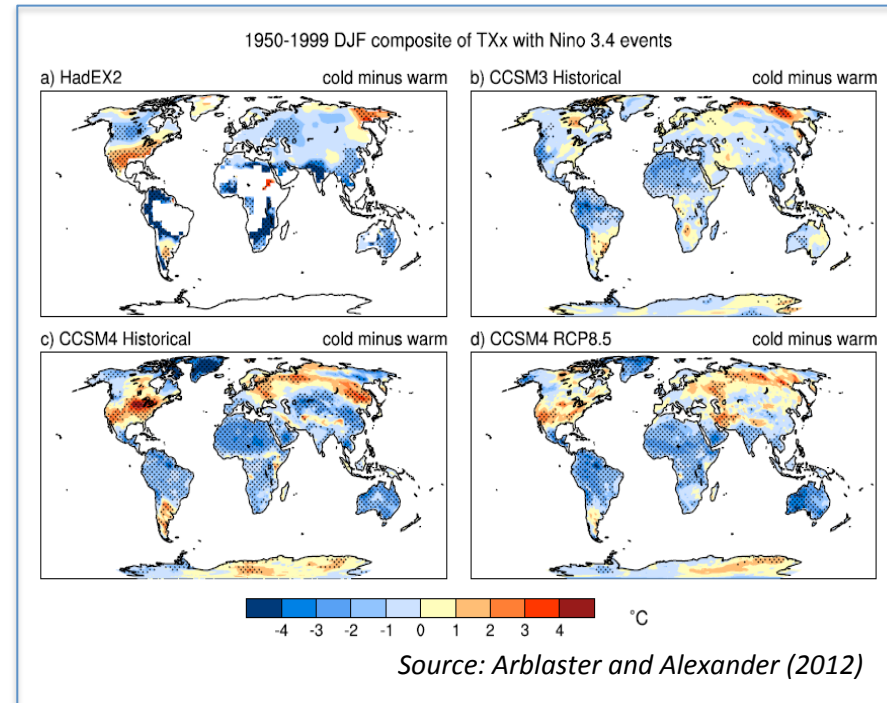 1950-1999 DJF composite of TXx with Nino 3.4 events
a) HadEX2 cold minus warm
b) CCSM3 Historical cold minus warm
c) CCSM4 Historical cold minus warm
d) CCSM4 RCP8.5 cold minus warm
-4 -3 -2 -1 0 1 2 3 4 °C
Source: Arblaster and Alexander (2012)